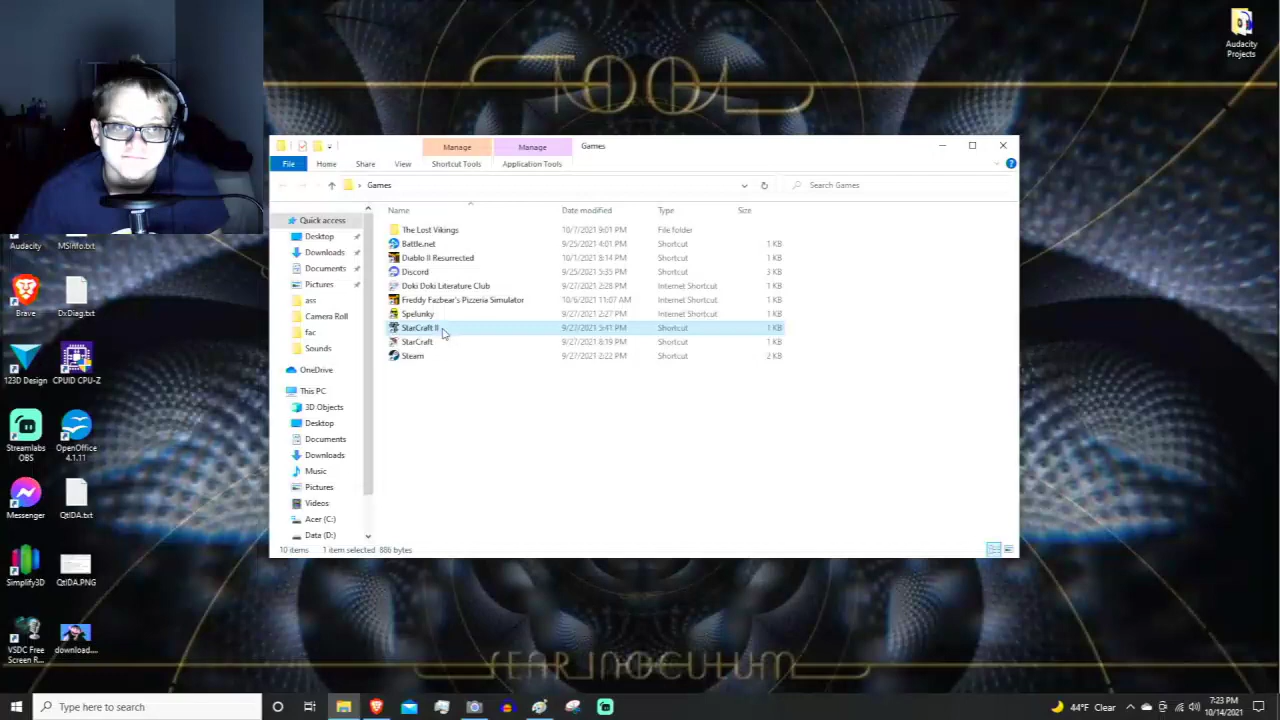 TOOL
Audacity
Projects
Manage
Manage
Games
File
Home
Share
View
Shortcut Tools
Application Tools
Games
Search Games
Name
Date modified
Type
Size
Quick access
Desktop
Downloads
Documents
Pictures
ass
Camera Roll
fac
Sounds
OneDrive
This PC
3D Objects
Desktop
Documents
Downloads
Music
Pictures
Videos
Acer (C:)
Data (D:)
The Lost Vikings 10/7/2021 9:01 PM File folder
Battle.net 9/25/2021 4:01 PM Shortcut 1 KB
Diablo II Resurrected 10/1/2021 8:14 PM Shortcut 1 KB
Discord 9/25/2021 5:35 PM Shortcut 3 KB
Doki Doki Literature Club 9/27/2021 2:28 PM Internet Shortcut 1 KB
Freddy Fazbear's Pizzeria Simulator 10/6/2021 11:07 AM Internet Shortcut 1 KB
Spelunky 9/27/2021 2:27 PM Internet Shortcut 1 KB
StarCraft II 9/27/2021 5:41 PM Shortcut 1 KB
StarCraft 9/27/2021 8:19 PM Shortcut 1 KB
Steam 9/27/2021 2:22 PM Shortcut 2 KB
10 items 1 item selected 886 bytes
Audacity
MSInfo.txt
Brave
DxDiag.txt
123D Design
CPUID CPU-Z
Streamlabs
OBS
OpenOffice
4.1.11
Messenger
QtIDA.txt
Simplify3D
QtIDA.PNG
VSDC Free
Screen R...
download....
FEAR INOCULUM
Type here to search
44°F Clear
7:23 PM
10/14/2021